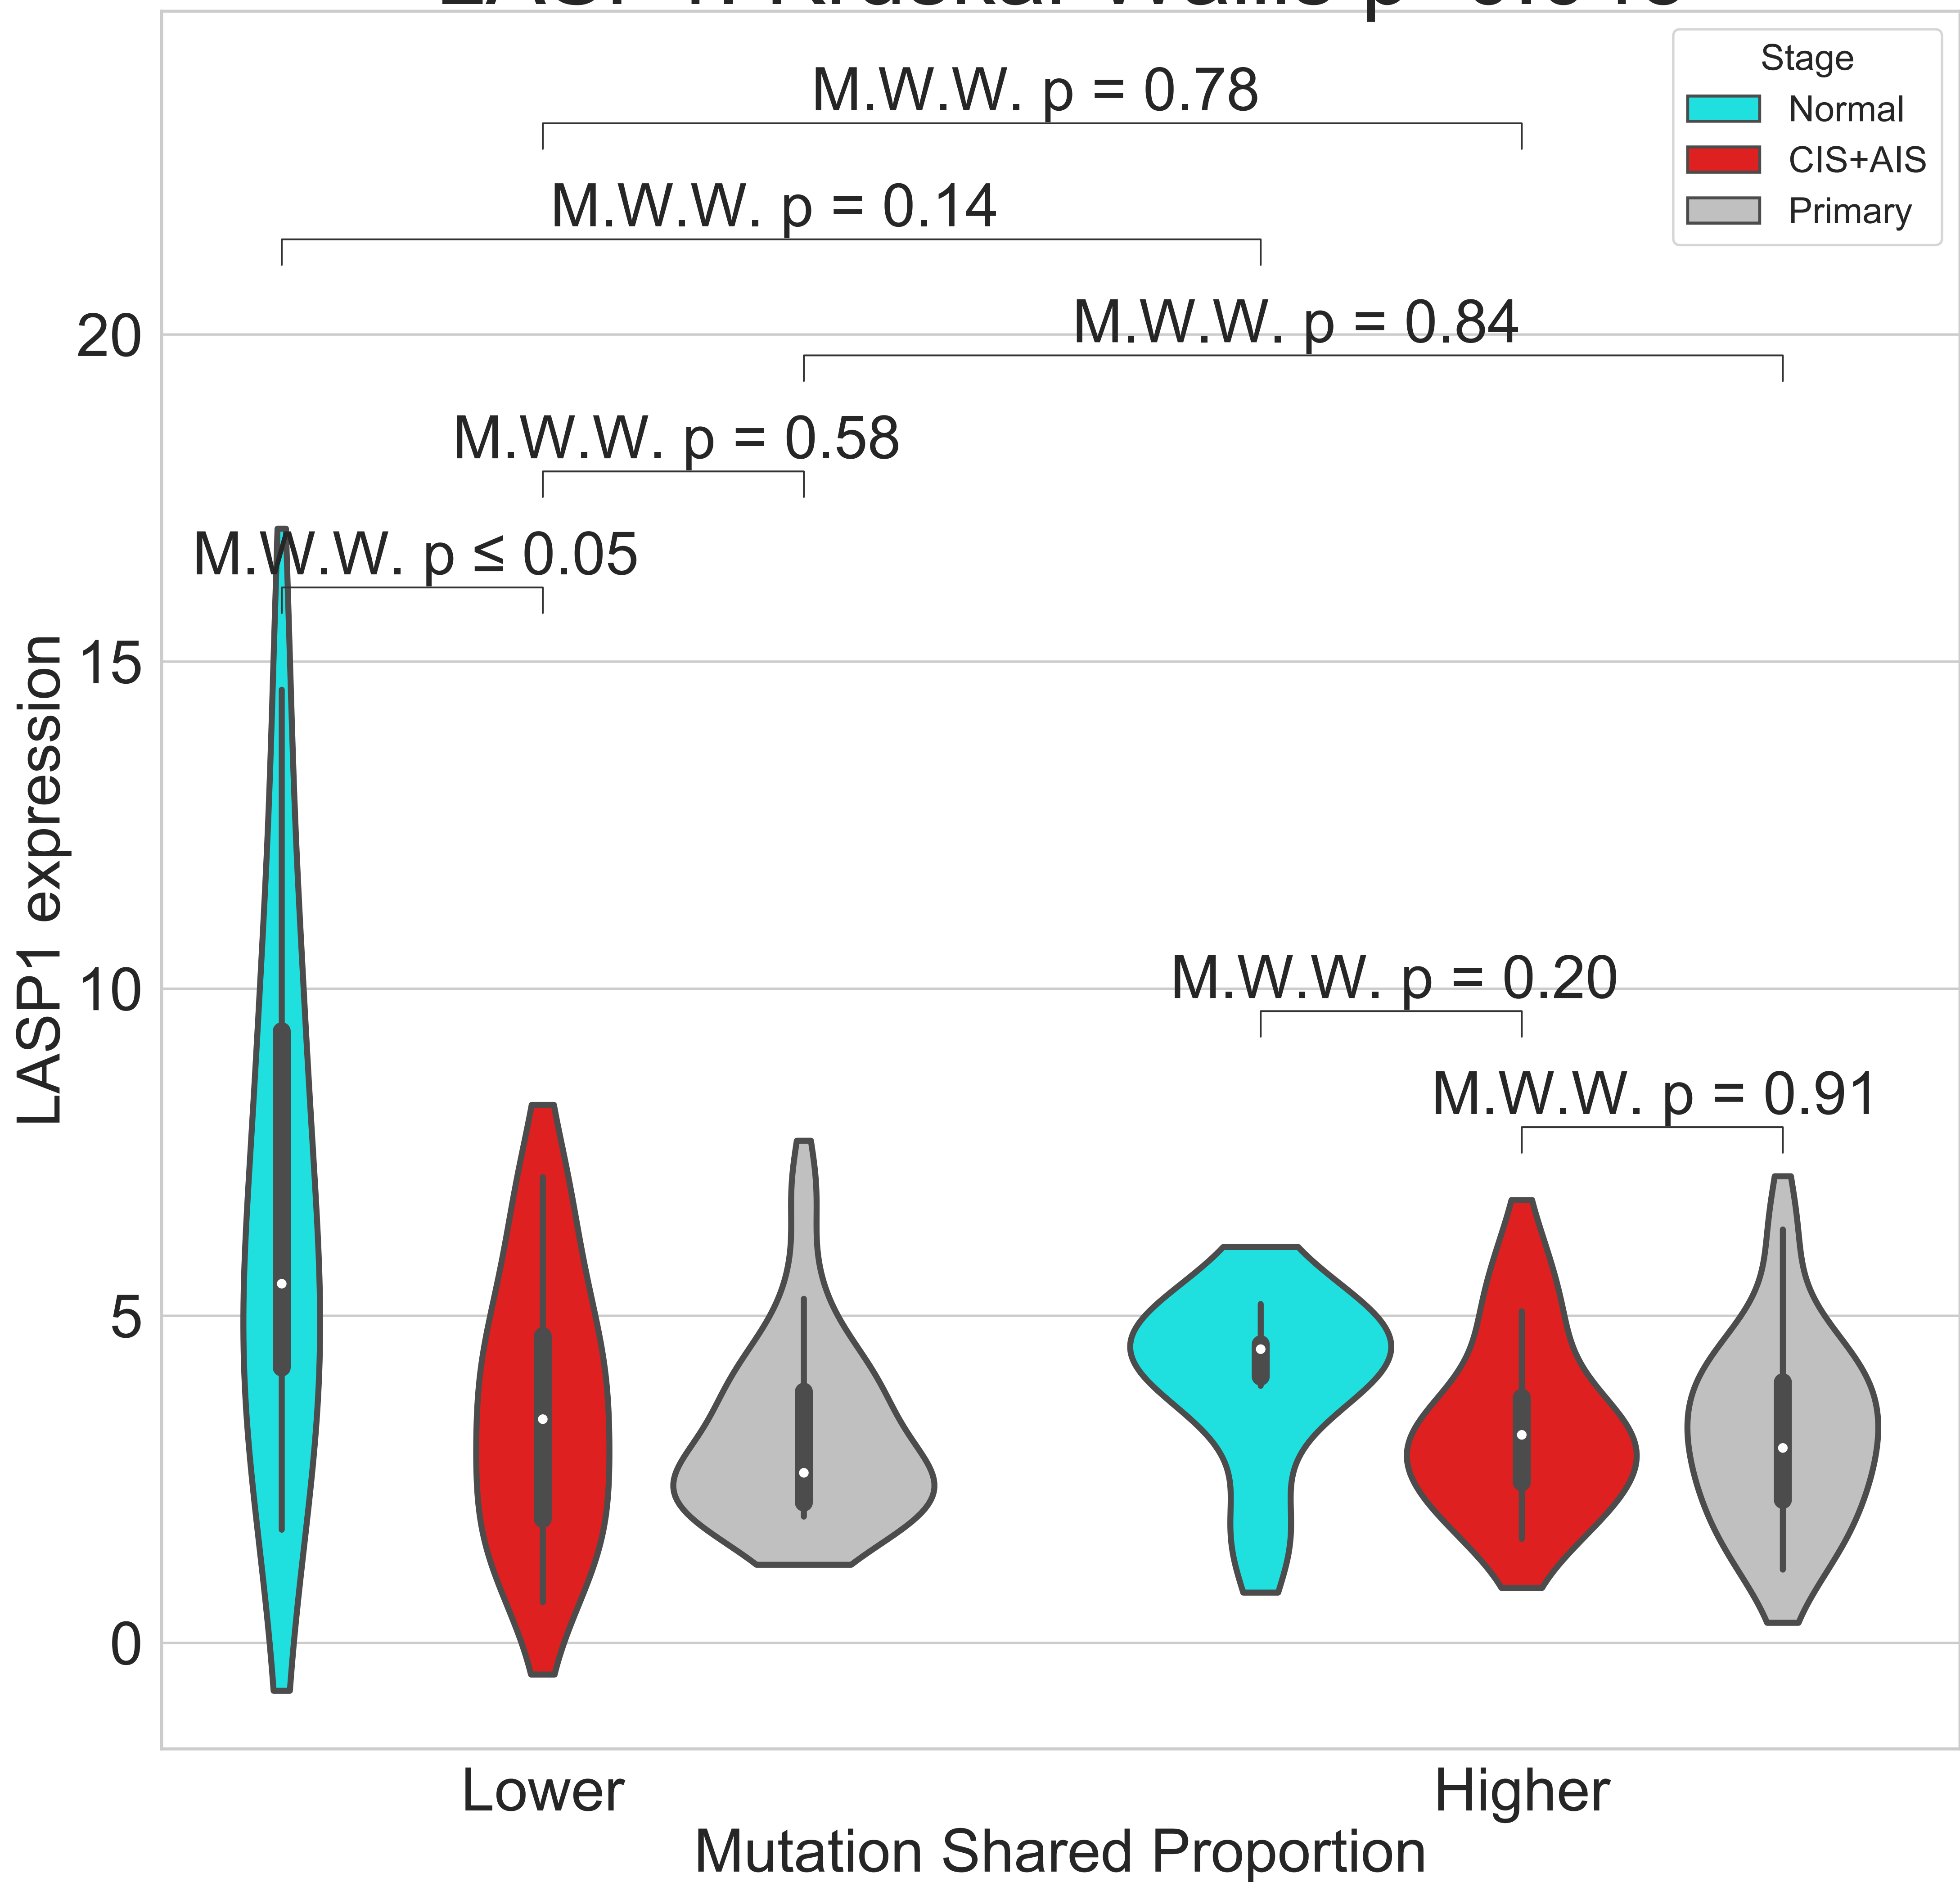 Stage
Normal
CIS+AIS
Primary
M.W.W. p = 0.78
M.W.W. p = 0.14
M.W.W. p = 0.84
M.W.W. p = 0.58
M.W.W. p ≤ 0.05
M.W.W. p = 0.20
M.W.W. p = 0.91
20
15
10
5
0
LASP1 expression
Lower
Higher
Mutation Shared Proportion